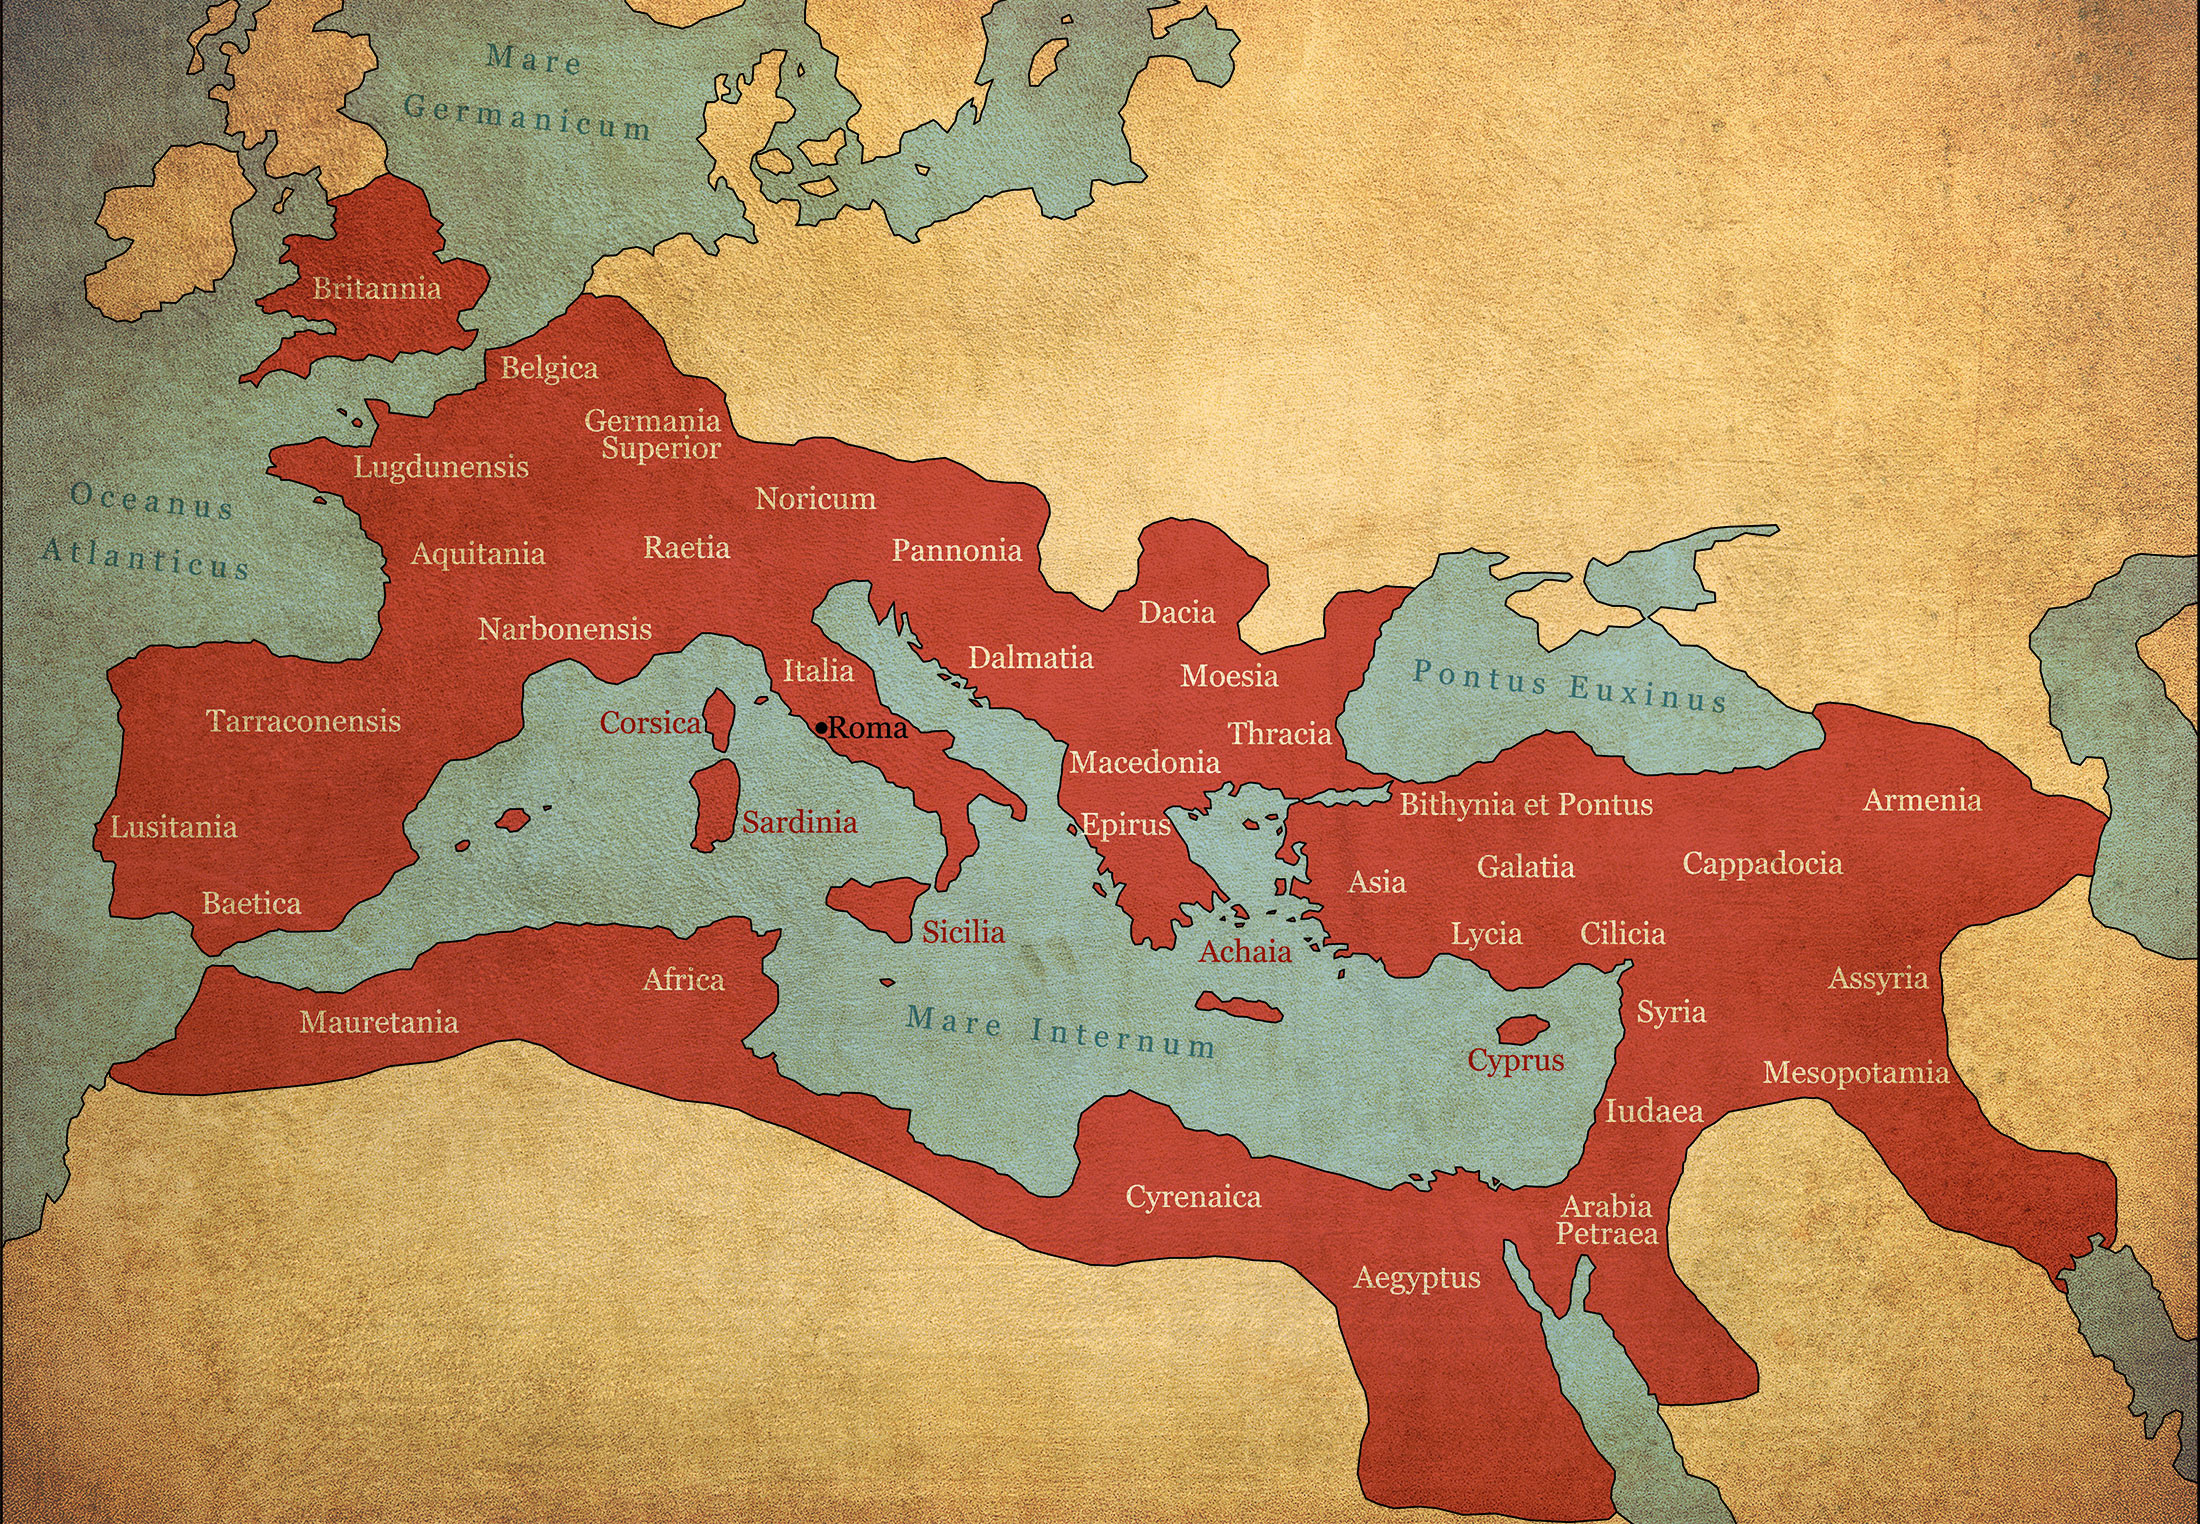 Mare
Germanicum
Britannia
Belgica
Germania
Superior
Lugdunensis
Oceanus
Atlanticus
Noricum
Aquitania
Raetia
Pannonia
Dacia
Narbonensis
Dalmatia
Italia
Moesia
Pontus Euxinus
Tarraconensis
Corsica
Roma
Thracia
Macedonia
Bithynia et Pontus
Armenia
Lusitania
Sardinia
Epirus
Galatia
Cappadocia
Asia
Baetica
Sicilia
Achaia
Lycia
Cilicia
Africa
Assyria
Mauretania
Mare Internum
Syria
Cyprus
Mesopotamia
Iudaea
Cyrenaica
Arabia
Petraea
Aegyptus